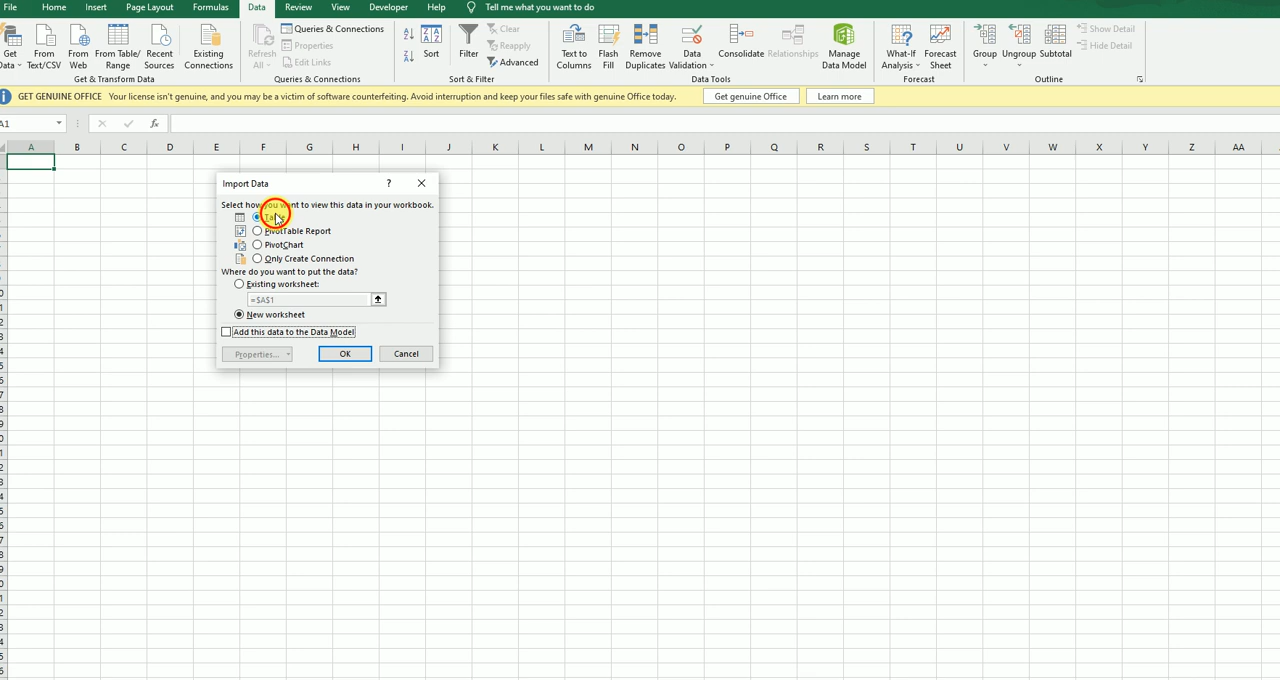 File Home Insert Page Layout Formulas Data Review View Developer Help Tell me what you want to do
Get Data From Text/CSV From Web From Table/ Range Recent Sources Existing Connections
Get & Transform Data
Refresh All Queries & Connections
Properties
Edit Links
Queries & Connections
Sort Filter Clear
Reapply
Advanced
Sort & Filter
Text to Columns Flash Fill Remove Duplicates Data Validation Consolidate Relationships Manage Data Model
Data Tools
What-If Analysis Forecast Sheet
Forecast
Group Ungroup Subtotal Show Detail
Hide Detail
Outline
GET GENUINE OFFICE Your license isn't genuine, and you may be a victim of software counterfeiting. Avoid interruption and keep your files safe with genuine Office today. Get genuine Office Learn more
A1 fx
A B C D E F G H I J K L M N O P Q R S T U V W X Y Z AA
Import Data ?
Select how you want to view this data in your workbook.
Table
PivotTable Report
PivotChart
Only Create Connection
Where do you want to put the data?
Existing worksheet:
=$A$1
New worksheet
Add this data to the Data Model
Properties... OK Cancel